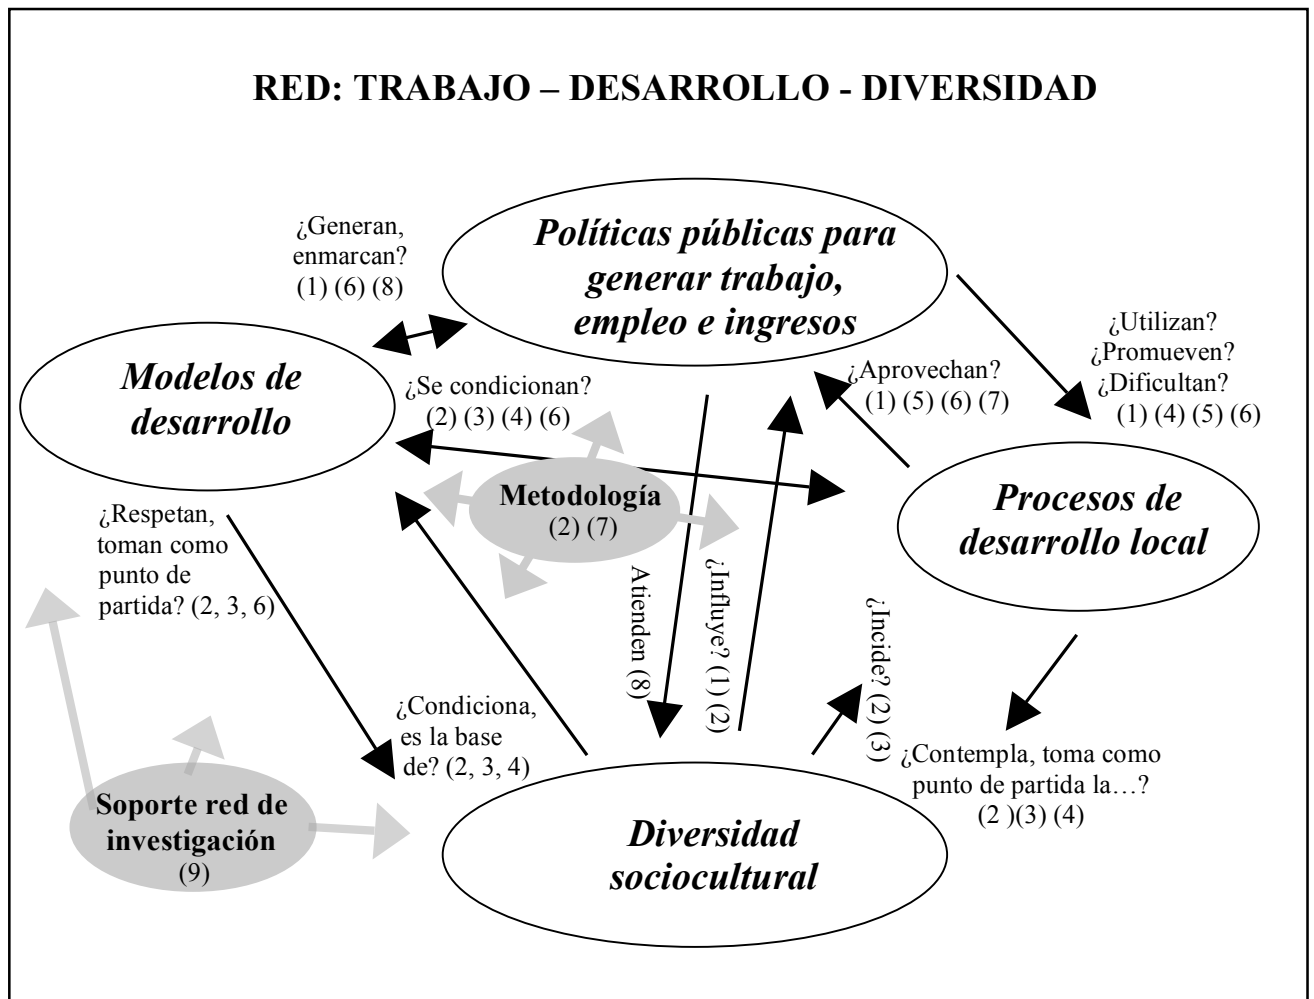 RED: TRABAJO – DESARROLLO - DIVERSIDAD
¿Generan,
enmarcan?
(1) (6) (8)
Políticas públicas para
generar trabajo,
empleo e ingresos
¿Utilizan?
¿Promueven?
¿Dificultan?
(1) (4) (5) (6)
Modelos de
desarrollo
¿Se condicionan?
(2) (3) (4) (6)
¿Aprovechan?
(1) (5) (6) (7)
Metodología
(2) (7)
Procesos de
desarrollo local
¿Respetan,
toman como
punto de
partida? (2, 3, 6)
Atienden (8)
¿Influye? (1) (2)
¿Incide? (2) (3)
¿Condiciona,
es la base
de? (2, 3, 4)
¿Contempla, toma como
punto de partida la…?
(2 )(3) (4)
Soporte red de
investigación
(9)
Diversidad
sociocultural